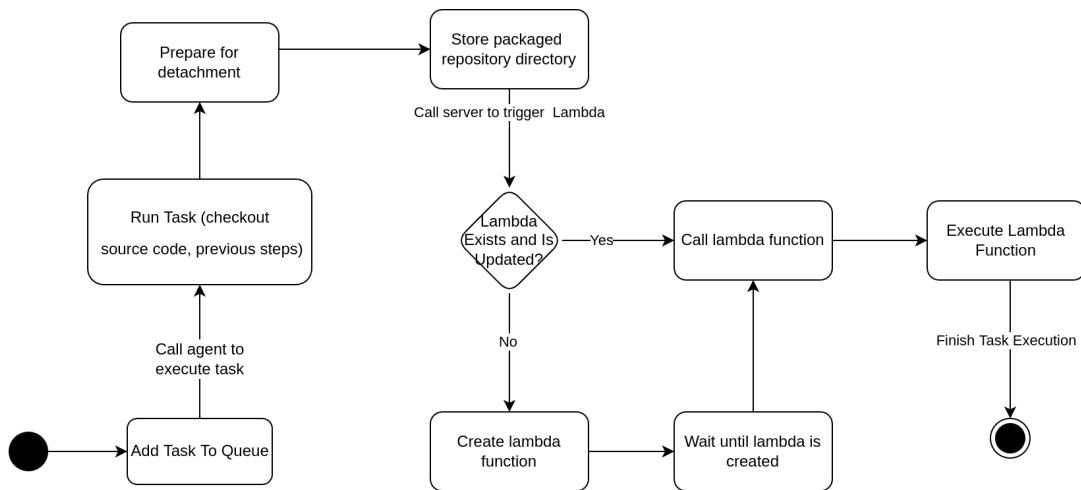 Prepare for
detachment
Store packaged
repository directory
Call server to trigger Lambda
Run Task (checkout
source code, previous steps)
Lambda
Exists and Is
Updated?
Yes
Call lambda function
Execute Lambda
Function
No
Finish Task Execution
Call agent to
execute task
Add Task To Queue
Create lambda
function
Wait until lambda is
created